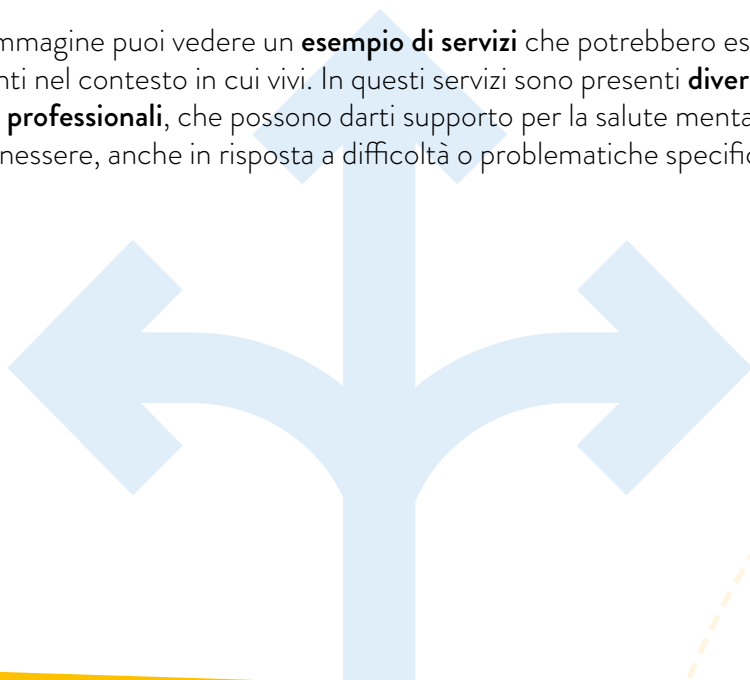 mmagine puoi vedere un esempio di servizi che potrebbero es
nti nel contesto in cui vivi. In questi servizi sono presenti diver
professionali, che possono darti supporto per la salute menta
nessere, anche in risposta a difficoltà o problematiche specific